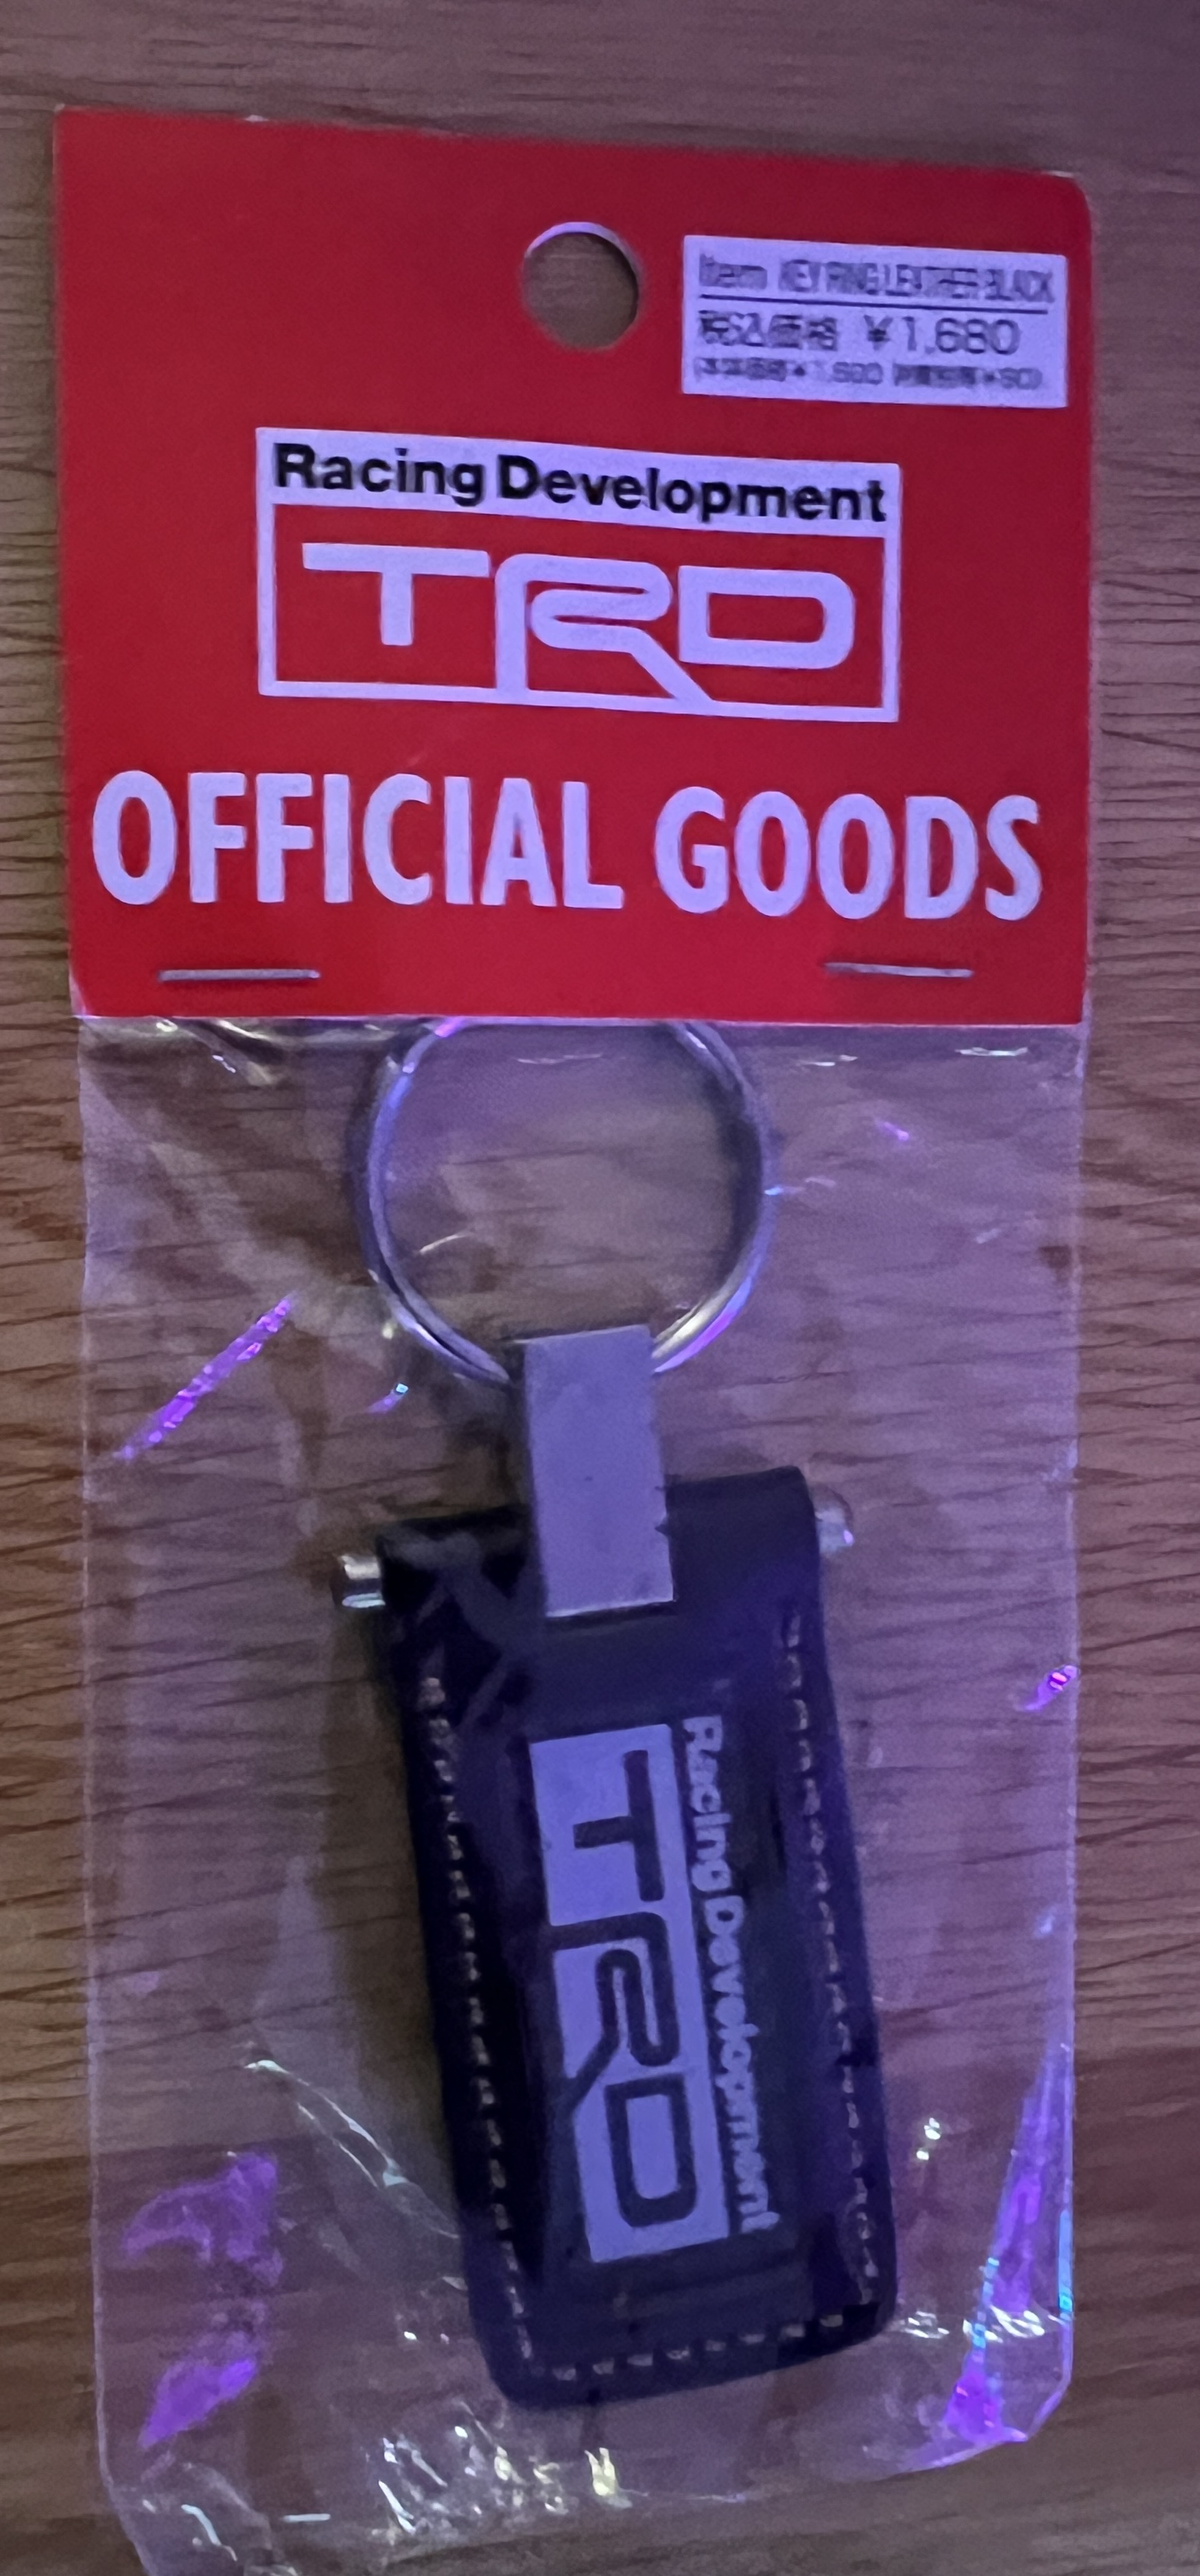 Item KEY RING LEATHER BLACK
税込価格 ¥1,680
Racing Development
TRD
OFFICIAL GOODS
Racing Development
TRD